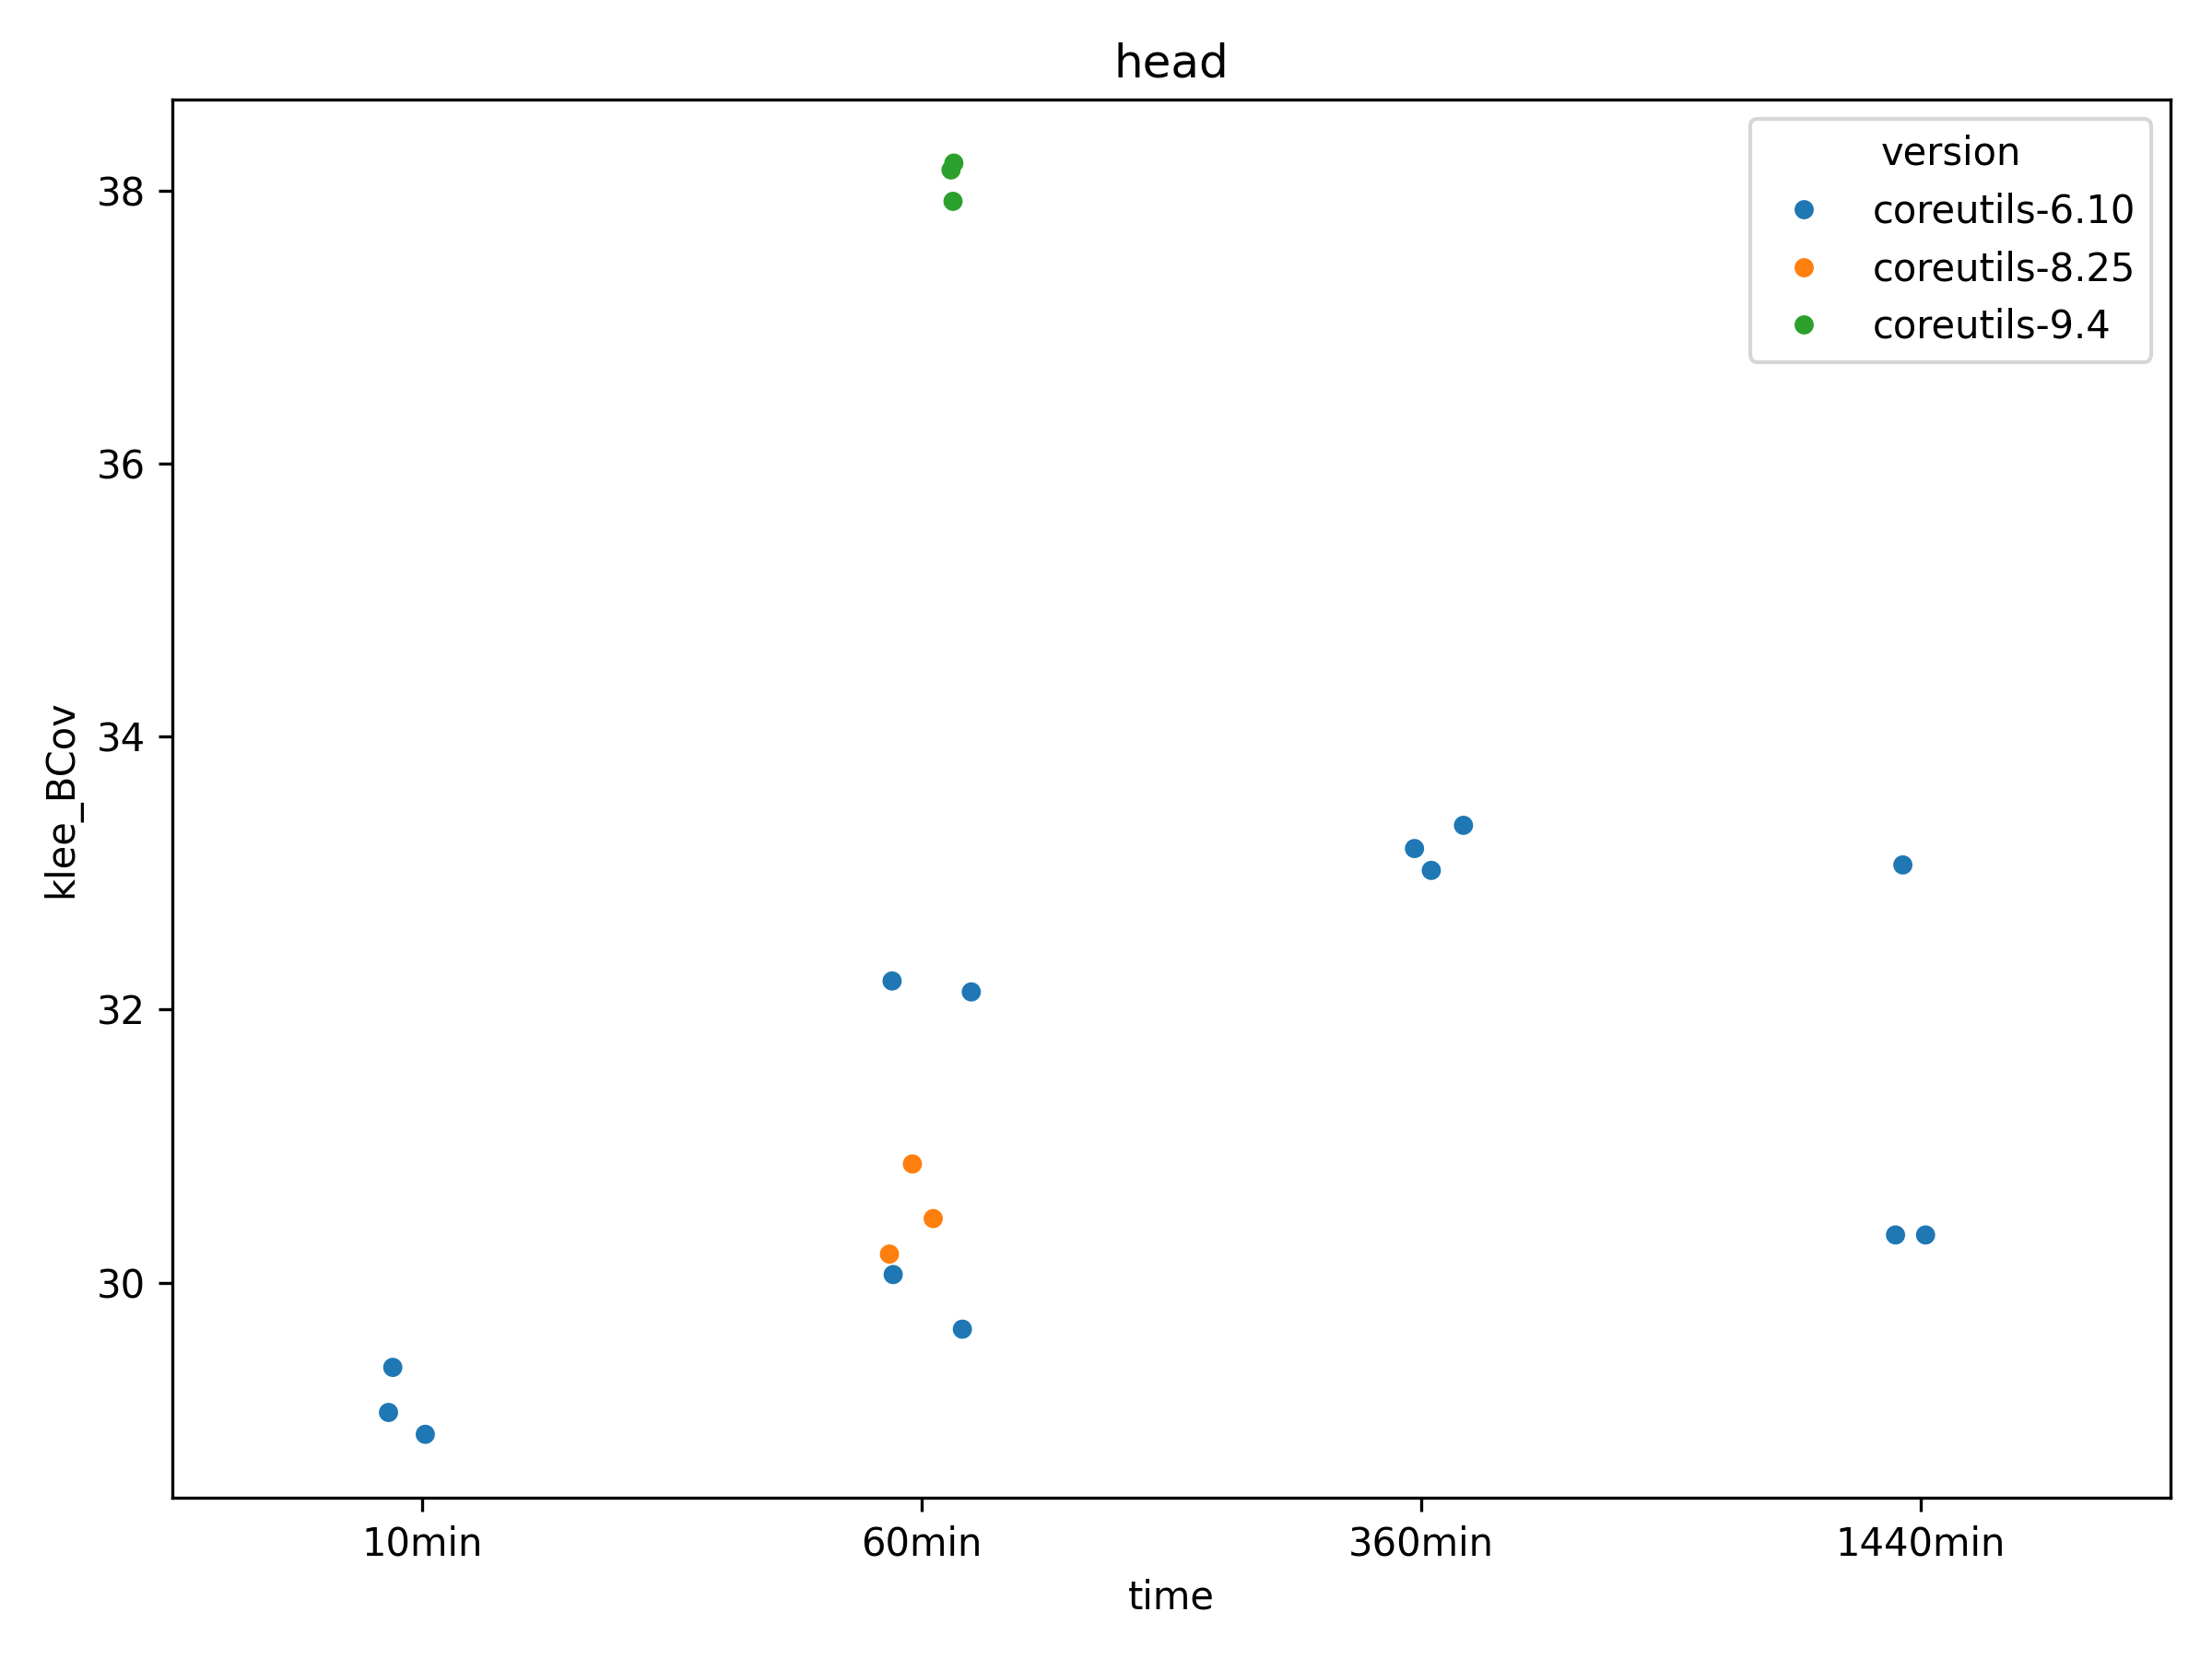 head
version
coreutils-6.10
coreutils-8.25
coreutils-9.4
38
36
34
32
30
klee_BCov
10min
60min
360min
1440min
time